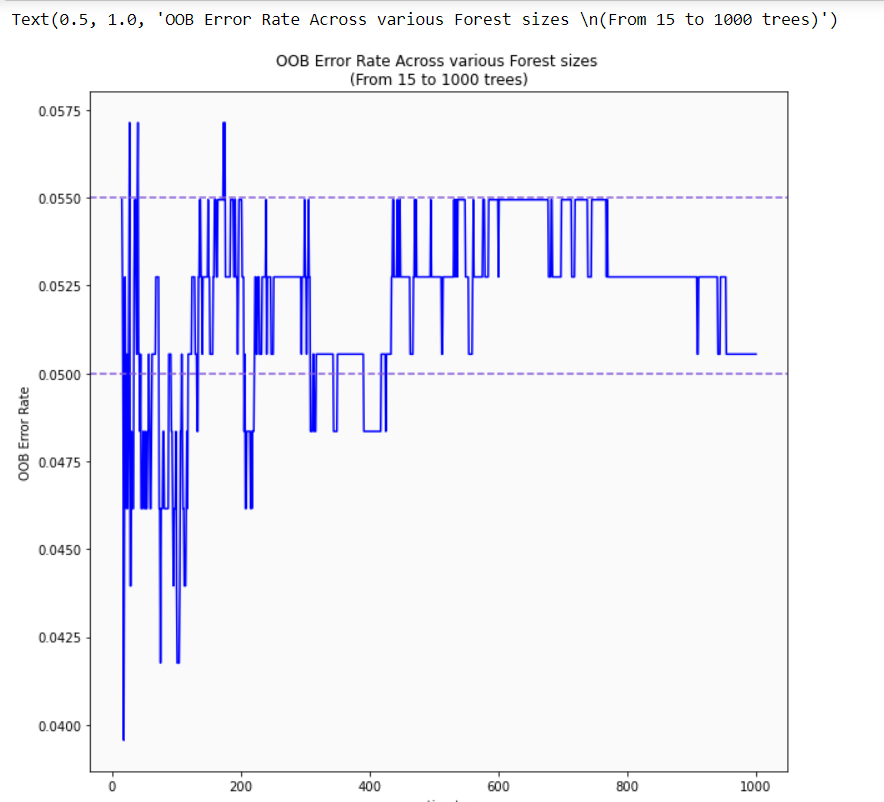 Text(0.5, 1.0, 'OOB Error Rate Across various Forest sizes \n(From 15 to 1000 trees)')
OOB Error Rate Across various Forest sizes
(From 15 to 1000 trees)
0.0575
0.0550
0.0525
0.0500
0.0475
0.0450
0.0425
0.0400
OOB Error Rate
0 200 400 600 800 1000